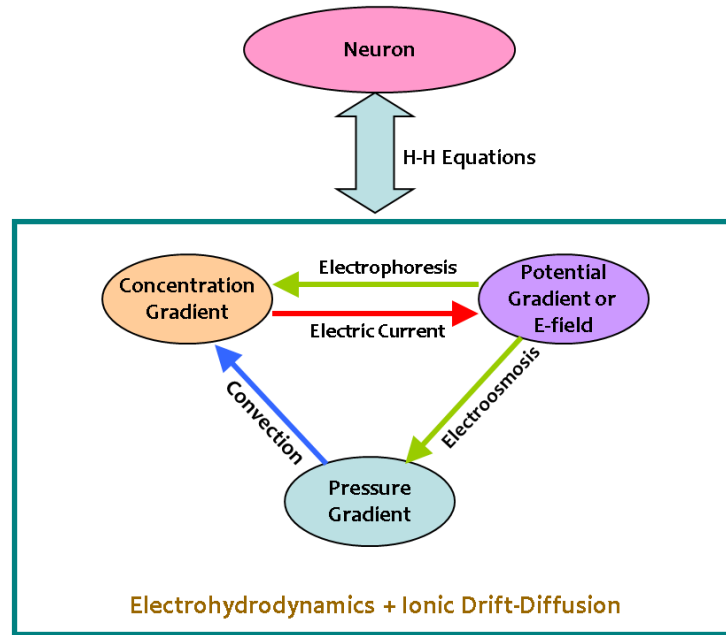 Neuron
H-H Equations
Electrophoresis
Concentration
Gradient
Potential
Gradient or
E-field
Electric Current
Convection
Electroosmosis
Pressure
Gradient
Electrohydrodynamics + Ionic Drift-Diffusion